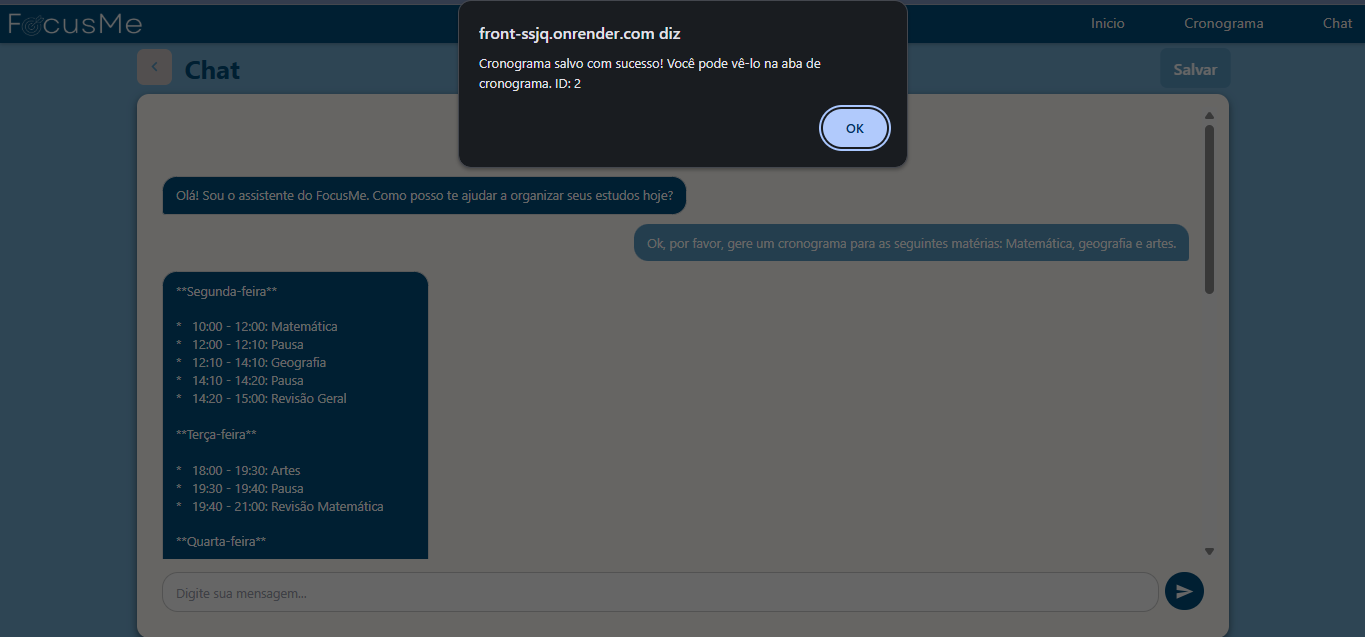 FocusMe
Inicio
Cronograma
Chat
front-ssjq.onrender.com diz
Cronograma salvo com sucesso! Você pode vê-lo na aba de
cronograma. ID: 2
OK
Chat
Salvar
Olá! Sou o assistente do FocusMe. Como posso te ajudar a organizar seus estudos hoje?
Ok, por favor, gere um cronograma para as seguintes matérias: Matemática, geografia e artes.
**Segunda-feira**
* 10:00 - 12:00: Matemática
* 12:00 - 12:10: Pausa
* 12:10 - 14:10: Geografia
* 14:10 - 14:20: Pausa
* 14:20 - 15:00: Revisão Geral
**Terça-feira**
* 18:00 - 19:30: Artes
* 19:30 - 19:40: Pausa
* 19:40 - 21:00: Revisão Matemática
**Quarta-feira**
Digite sua mensagem...